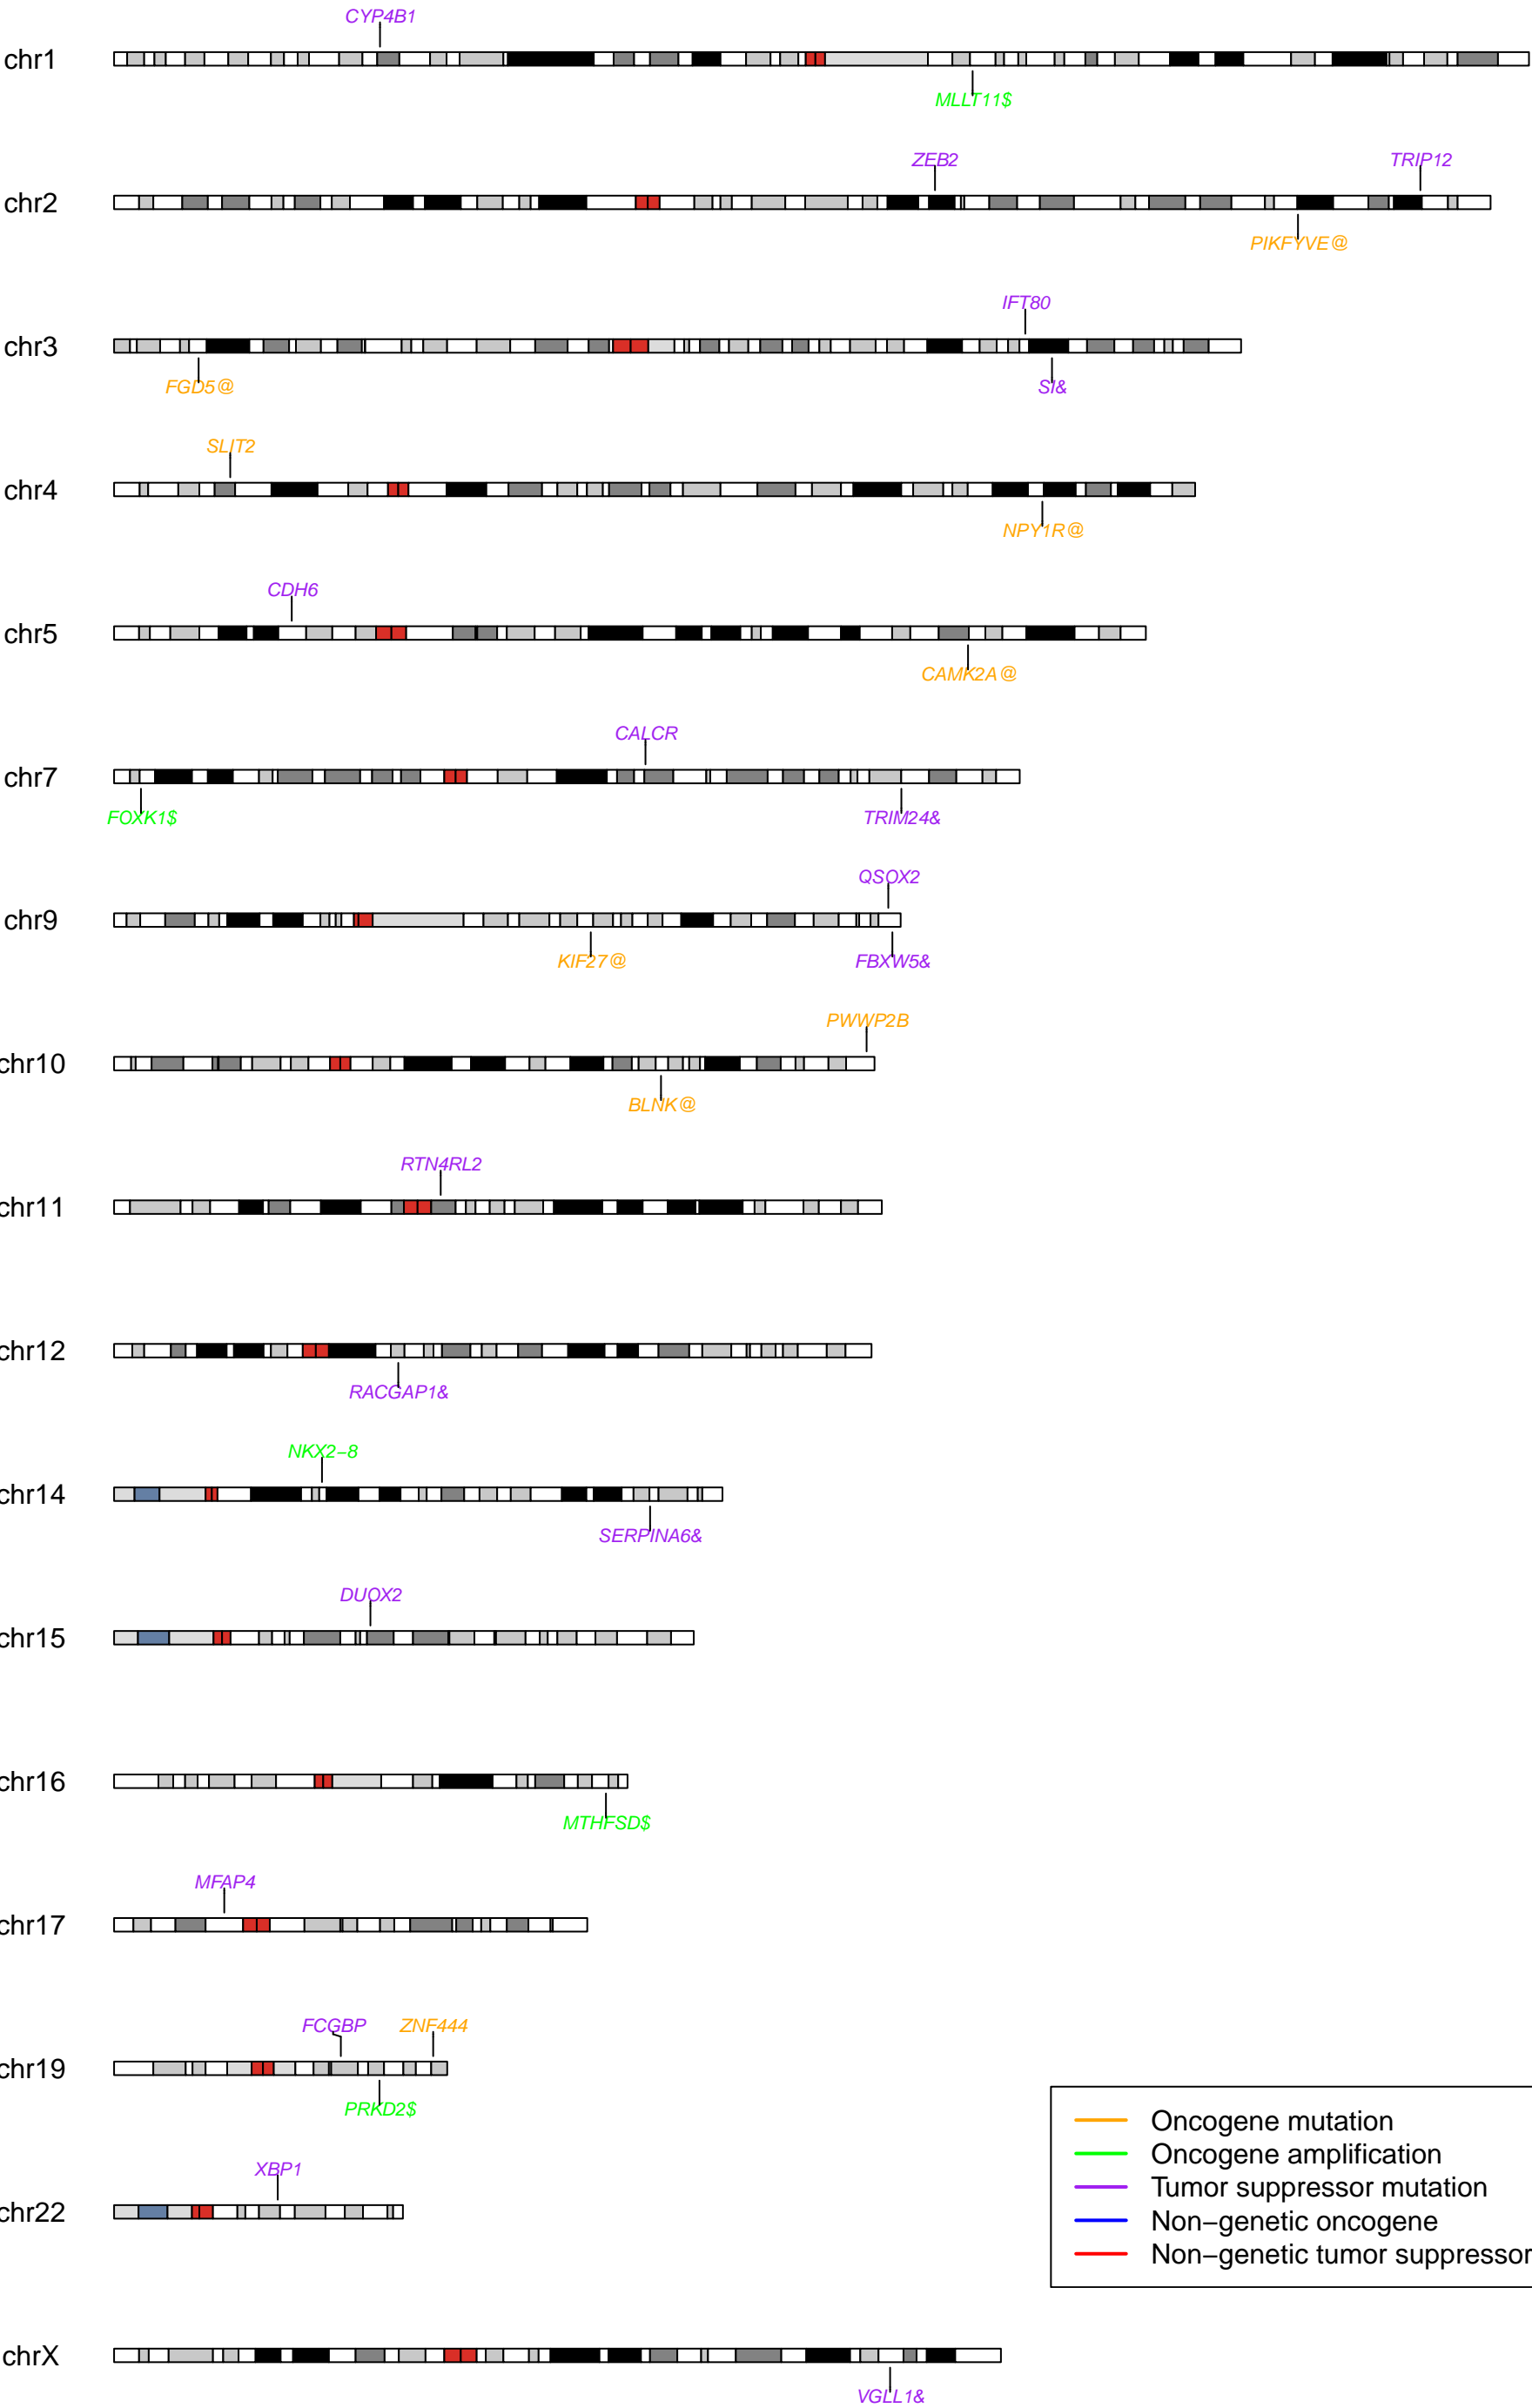 CYP4B1
chr1
MLLT11$
ZEB2 TRIP12
chr2
PIKFYVE@
IFT80
chr3
FGD5@ SI&
SLIT2
chr4
NPY1R@
CDH6
chr5
CAMK2A@
CALCR
chr7
FOXK1$ TRIM24&
QSOX2
chr9
KIF27@ FBXW5&
PWWP2B
chr10
BLNK@
RTN4RL2
chr11
chr12
RACGAP1&
NKX2−8
chr14
SERPINA6&
DUOX2
chr15
chr16
MTHFSD$
MFAP4
chr17
FCGBP ZNF444
chr19
PRKD2$
Oncogene mutation
Oncogene amplification
Tumor suppressor mutation
Non−genetic oncogene
Non−genetic tumor suppressor
XBP1
chr22
chrX
VGLL1&